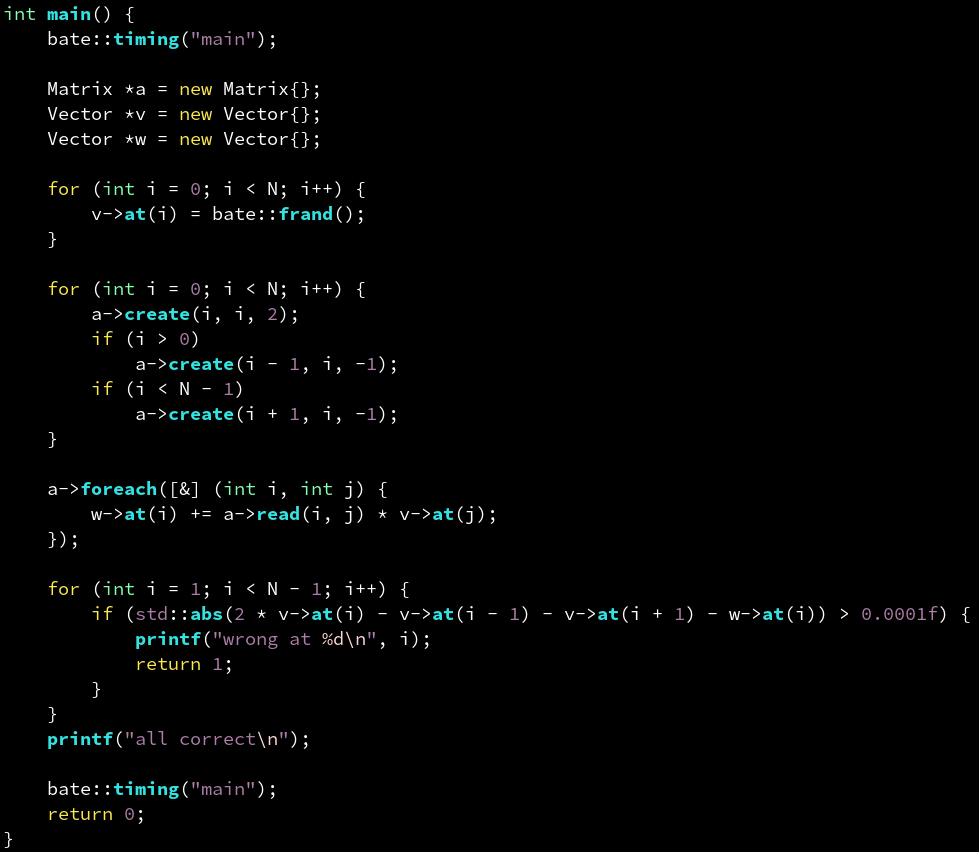 int main() {
    bate::timing("main");

    Matrix *a = new Matrix{};
    Vector *v = new Vector{};
    Vector *w = new Vector{};

    for (int i = 0; i < N; i++) {
        v->at(i) = bate::frand();
    }

    for (int i = 0; i < N; i++) {
        a->create(i, i, 2);
        if (i > 0)
            a->create(i - 1, i, -1);
        if (i < N - 1)
            a->create(i + 1, i, -1);
    }

    a->foreach([&] (int i, int j) {
        w->at(i) += a->read(i, j) * v->at(j);
    });

    for (int i = 1; i < N - 1; i++) {
        if (std::abs(2 * v->at(i) - v->at(i - 1) - v->at(i + 1) - w->at(i)) > 0.0001f) {
            printf("wrong at %d\n", i);
            return 1;
        }
    }
    printf("all correct\n");

    bate::timing("main");
    return 0;
}